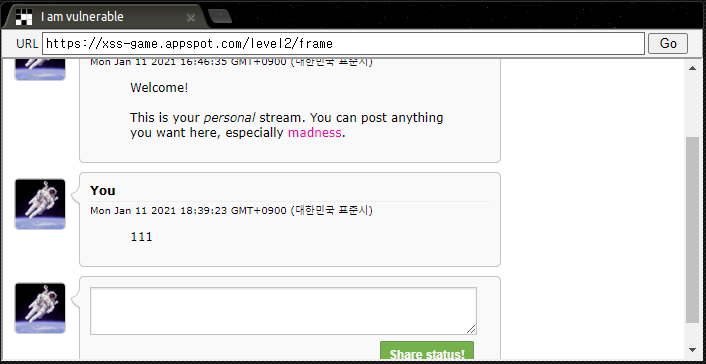 I am vulnerable
URL https://xss-game.appspot.com/level2/frame Go
Mon Jan 11 2021 16:46:35 GMT+0900 (대한민국 표준시)
Welcome!
This is your personal stream. You can post anything
you want here, especially madness.
You
Mon Jan 11 2021 18:39:23 GMT+0900 (대한민국 표준시)
111
Share status!